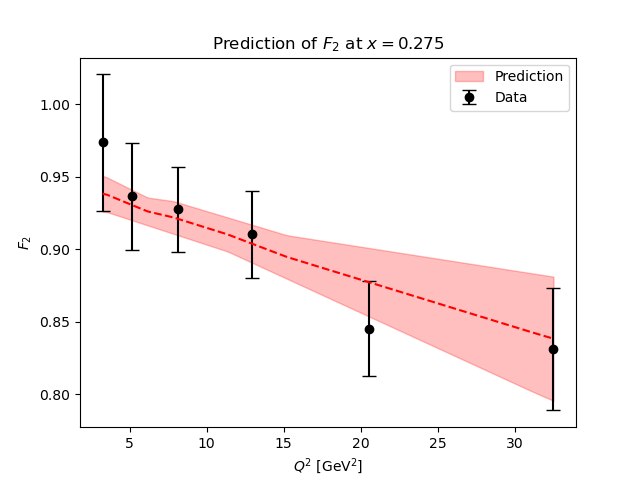 Prediction of $F_2$ at $x = 0.275$
Prediction
Data
1.00
0.95
0.90
0.85
0.80
$F_2$
5
10
15
20
25
30
$Q^2$ [GeV$^2$]